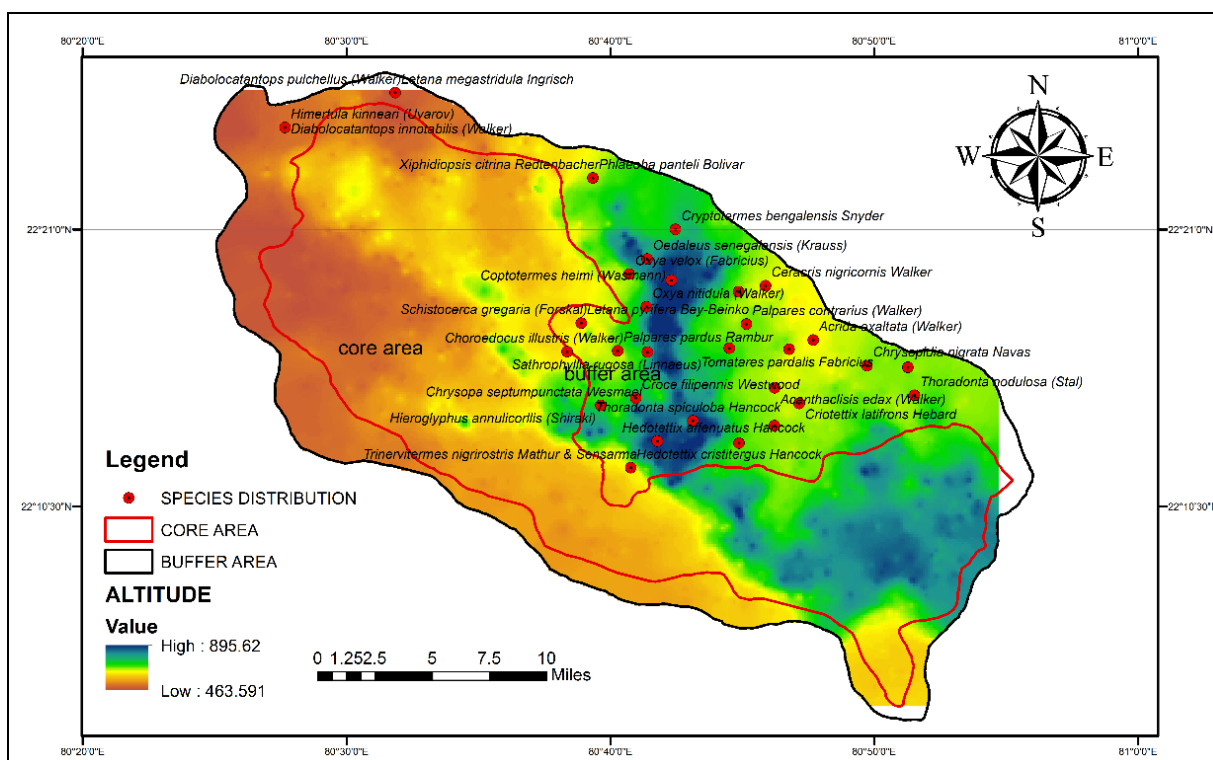 80°20'0"E 80°30'0"E 80°40'0"E 80°50'0"E 81°0'0"E
Diabolocatantops pulchellus (Walker)Letana megastridula Ingrisch
N
Himertula kinneari (Uvarov)
Diabolocatantops innotabilis (Walker)
W E
Xiphidiopsis citrina RedtenbacherPhlaeoba panteli Bolivar
S
Cryptotermes bengalensis Snyder
22°21'0"N 22°21'0"N
Oedaleus senegalensis (Krauss)
Oxya velox (Fabricius)
Coptotermes heimi (Wasmann)
Ceracris nigricornis Walker
Oxya nitidula (Walker)
Schistocerca gregaria (Forskal)Letana pyrifera Bey-Beinko
Palpares contrarius (Walker)
Acrida exaltata (Walker)
Choroedocus illustris (Walker)
Palpares pardus Rambur
core area
Chrysopidia nigrata Navas
Sathrophyllia rugosa (Linnaeus)
Tomatares pardalis Fabricius
buffer area
Croce filipennis Westwood
Thoradonta nodulosa (Stal)
Chrysopa septumpunctata Wesmael
Acanthaclisis edax (Walker)
Thoradonta spiculoba Hancock
Criotettix latifrons Hebard
Hieroglyphus annulicorllis (Shiraki)
Hedotettix attenuatus Hancock
Trinervitermes nigrirostris Mathur & SensarmaHedotettix cristitergus Hancock
Legend
SPECIES DISTRIBUTION
22°10'30"N 22°10'30"N
CORE AREA
BUFFER AREA
ALTITUDE
Value
High : 895.62
Low : 463.591
0 1.252.5 5 7.5 10
Miles
80°20'0"E 80°30'0"E 80°40'0"E 80°50'0"E 81°0'0"E